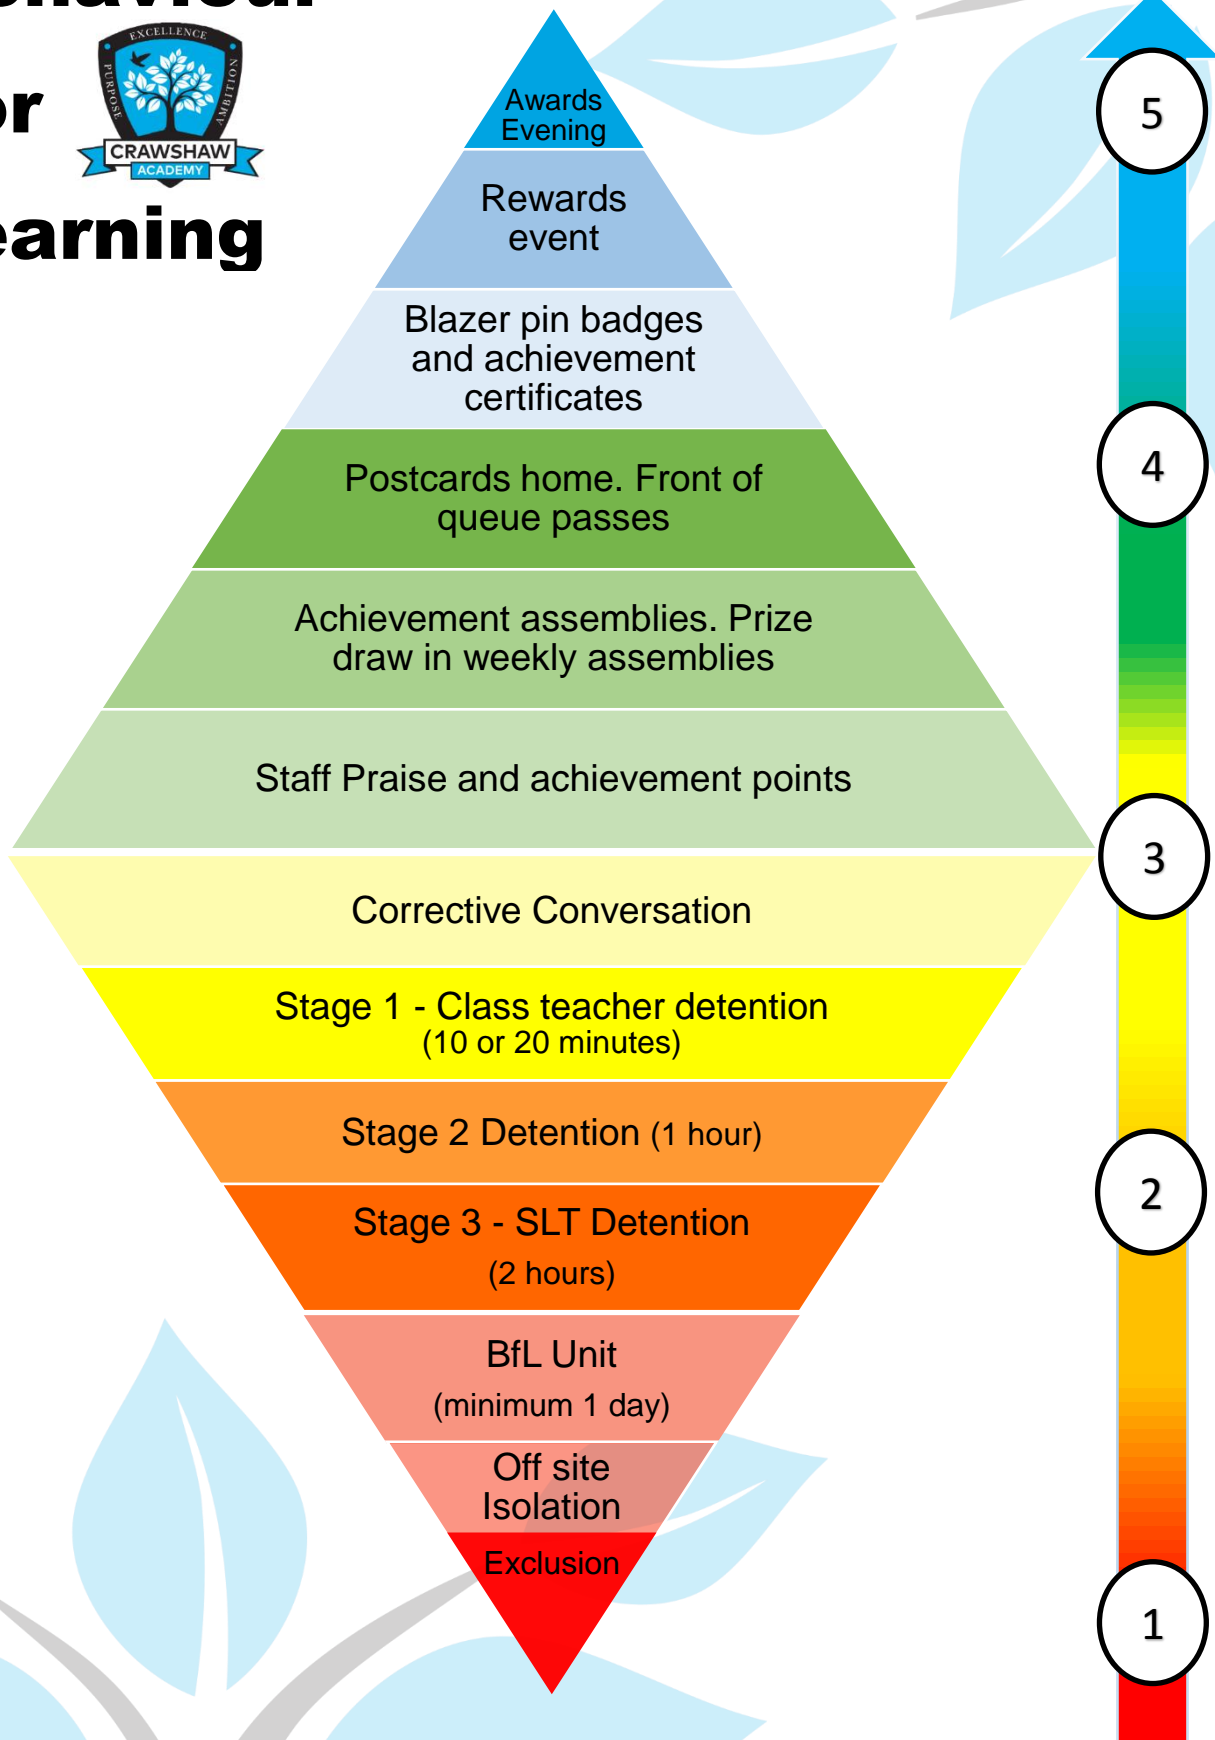 EXCELLENCE
PURPOSE
AMBITION
CRAWSHAW
ACADEMY
Awards
Evening
Rewards
event
Blazer pin badges
and achievement
certificates
Postcards home. Front of
queue passes
Achievement assemblies. Prize
draw in weekly assemblies
Staff Praise and achievement points
Corrective Conversation
Stage 1 - Class teacher detention
(10 or 20 minutes)
Stage 2 Detention (1 hour)
Stage 3 - SLT Detention
(2 hours)
BfL Unit
(minimum 1 day)
Off site
Isolation
Exclusion
5
4
3
2
1